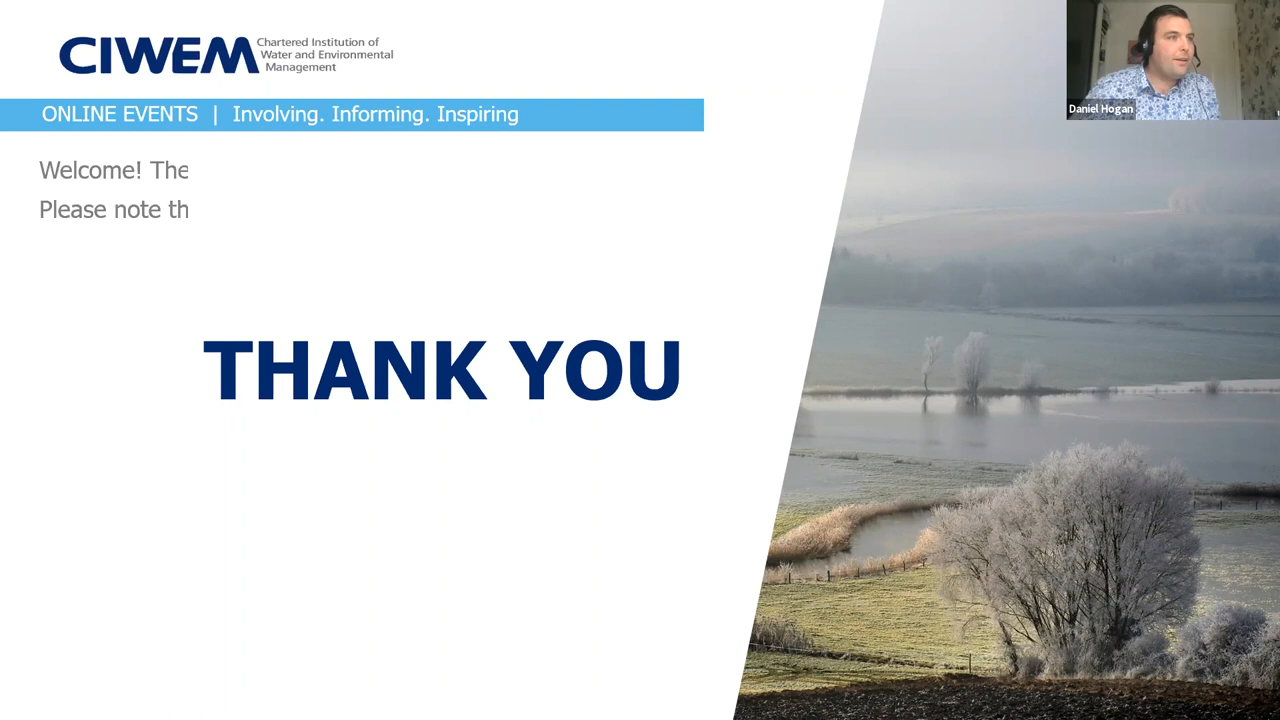 CIWEM
Chartered Institution of
Water and Environmental
Management
Daniel Hogan
ONLINE EVENTS | Involving. Informing. Inspiring
Welcome! The
Please note th
THANK YOU